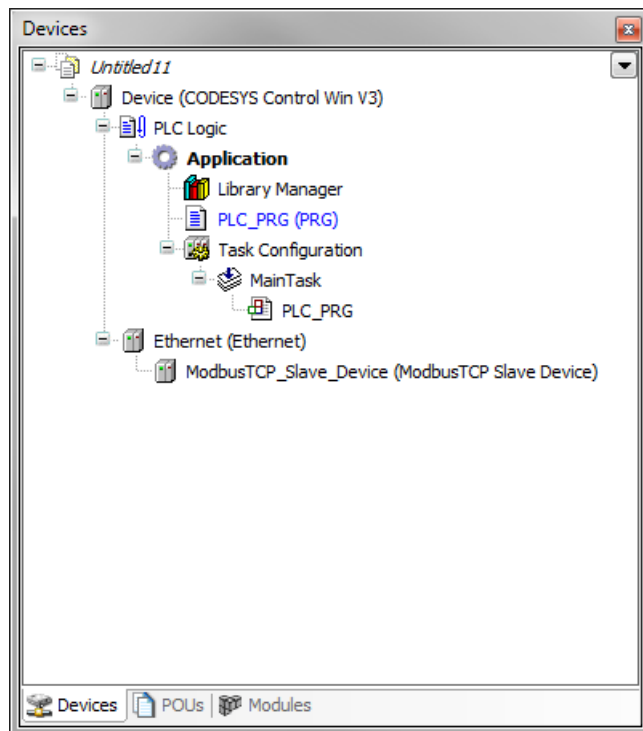 Devices
Untitled11
Device (CODESYS Control Win V3)
PLC Logic
Application
Library Manager
PLC_PRG (PRG)
Task Configuration
MainTask
PLC_PRG
Ethernet (Ethernet)
ModbusTCP_Slave_Device (ModbusTCP Slave Device)
Devices POUs Modules